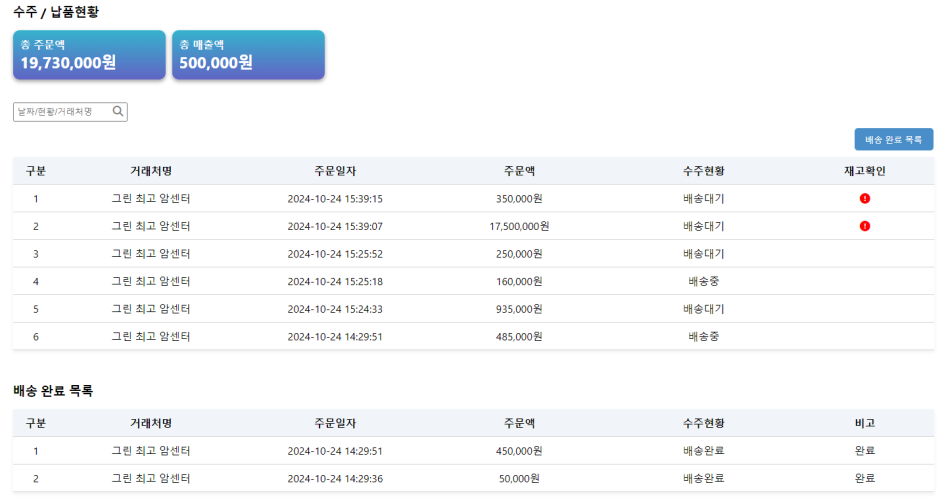 수주 / 납품현황
총 주문액
19,730,000원
총 매출액
500,000원
날짜/현황/거래처명
배송 완료 목록
구분 거래처명 주문일자 주문액 수주현황 재고확인
1 그린 최고 암센터 2024-10-24 15:39:15 350,000원 배송대기
2 그린 최고 암센터 2024-10-24 15:39:07 17,500,000원 배송대기
3 그린 최고 암센터 2024-10-24 15:25:52 250,000원 배송대기
4 그린 최고 암센터 2024-10-24 15:25:18 160,000원 배송중
5 그린 최고 암센터 2024-10-24 15:24:33 935,000원 배송대기
6 그린 최고 암센터 2024-10-24 14:29:51 485,000원 배송중
배송 완료 목록
구분 거래처명 주문일자 주문액 수주현황 비고
1 그린 최고 암센터 2024-10-24 14:29:51 450,000원 배송완료 완료
2 그린 최고 암센터 2024-10-24 14:29:36 50,000원 배송완료 완료